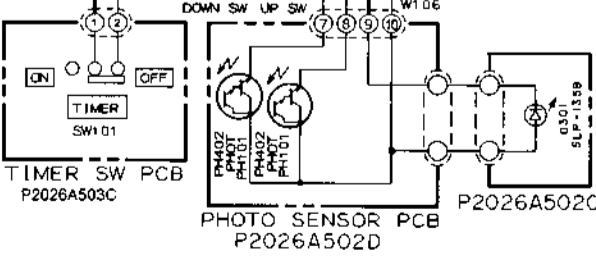 DOWN SW UP SW
W106
1 2
7 8 9 10
ON
OFF
TIMER
SW101
TIMER SW PCB
P2026A503C
PH402
PHOT
PH101
PH402
PHOT
PH101
PHOTO SENSOR PCB
P2026A502D
D301
SLP-135B
P2026A502C